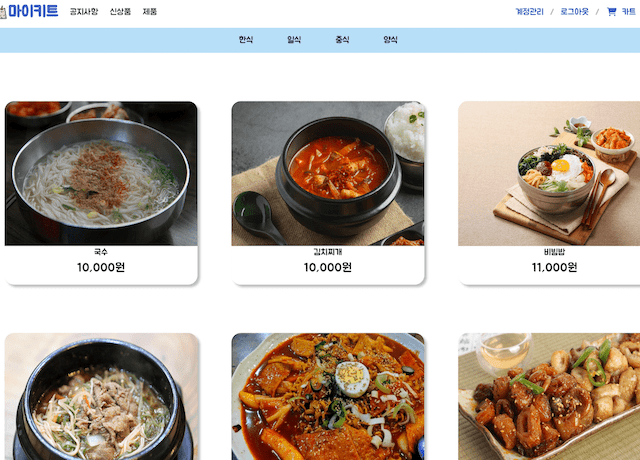 마이키트 공지사항 신상품 제품 계정관리 / 로그아웃 / 카트
한식 일식 중식 양식
국수 김치찌개 비빔밥
10,000원 10,000원 11,000원